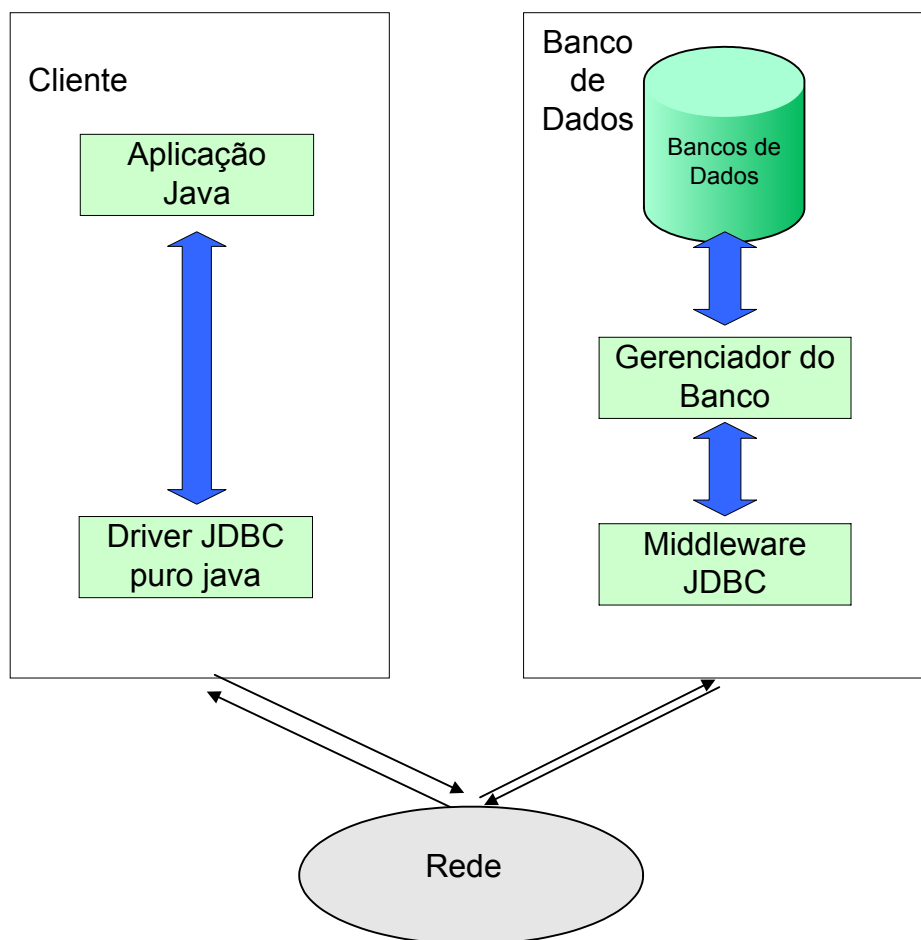 Cliente
Aplicação
Java
Driver JDBC
puro java
Banco
de
Dados
Bancos de
Dados
Gerenciador do
Banco
Middleware
JDBC
Rede